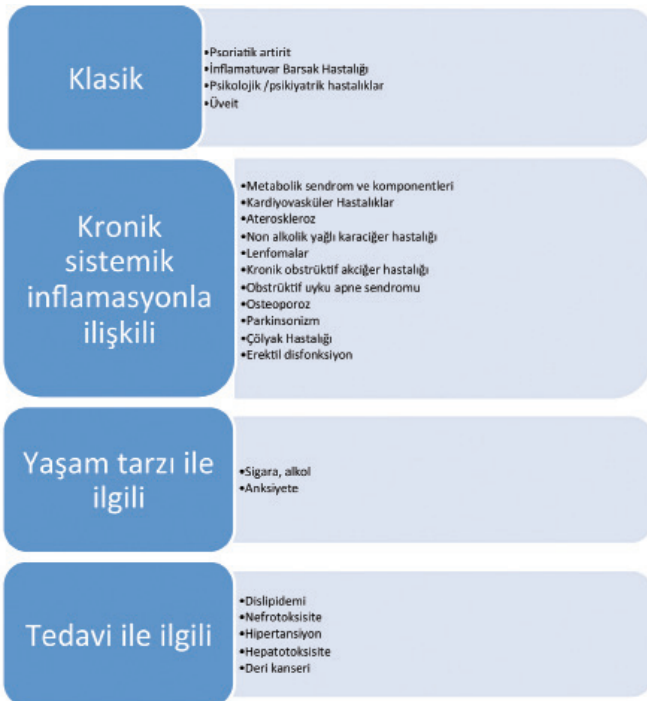 Klasik
•Psoriatik artirit
•İnflamatuvar Barsak Hastalığı
•Psikolojik /psikiyatrik hastalıklar
•Üveit
Kronik
sistemik
inflamasyonla
ilişkili
•Metabolik sendrom ve komponentleri
•Kardiyovasküler Hastalıklar
•Ateroskleroz
•Non alkolik yağlı karaciğer hastalığı
•Lenfomalar
•Kronik obstrüktif akciğer hastalığı
•Obstrüktif uyku apne sendromu
•Osteoporoz
•Parkinsonizm
•Çölyak Hastalığı
•Erektil disfonksiyon
Yaşam tarzı ile
ilgili
•Sigara, alkol
•Anksiyete
Tedavi ile ilgili
•Dislipidemi
•Nefrotoksisite
•Hipertansiyon
•Hepatotoksisite
•Deri kanseri